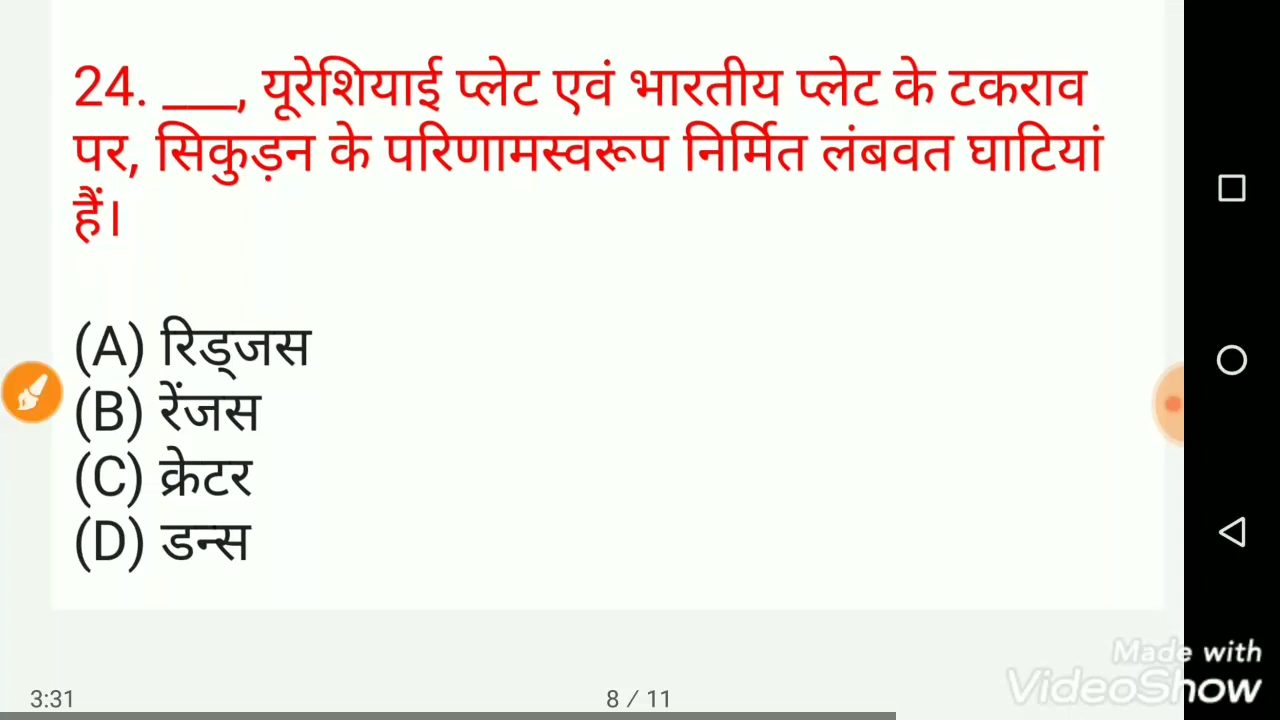 24. ___, यूरेशियाई प्लेट एवं भारतीय प्लेट के टकराव
पर, सिकुड़न के परिणामस्वरूप निर्मित लंबवत घाटियां
हैं।
(A) रिड्जस
(B) रेंजस
(C) क्रेटर
(D) डन्स
Made with
VideoShow
3:31
8 / 11